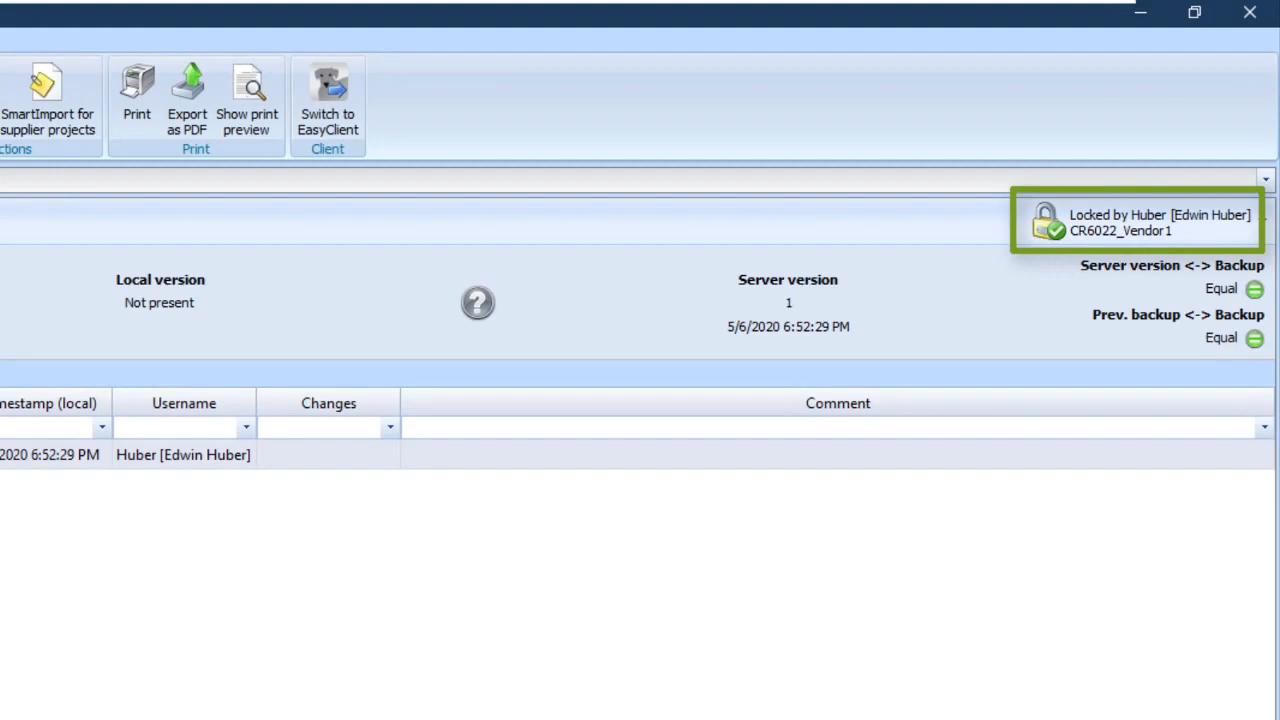 SmartImport for
supplier projects
Print
Export
as PDF
Show print
preview
Switch to
EasyClient
Print
Client
Locked by Huber [Edwin Huber]
CR6022_Vendor1
Server version <-> Backup
Equal
Prev. backup <-> Backup
Equal
Local version
Not present
?
Server version
1
5/6/2020 6:52:29 PM
mestamp (local)
Username
Changes
Comment
2020 6:52:29 PM
Huber [Edwin Huber]